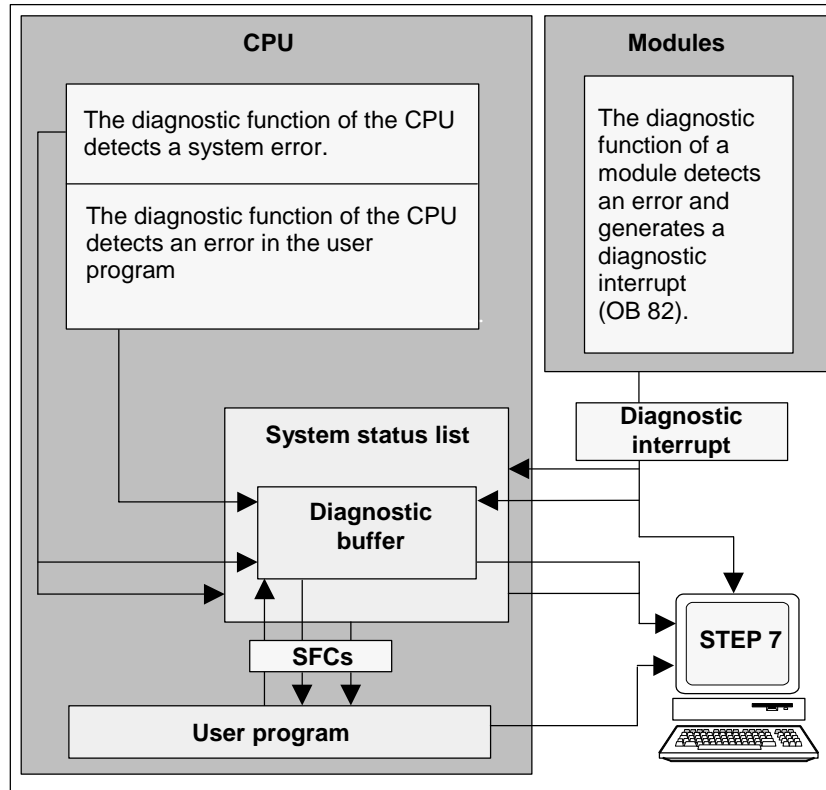 CPU
The diagnostic function of the CPU
detects a system error.
The diagnostic function of the CPU
detects an error in the user
program
Modules
The diagnostic
function of a
module detects
an error and
generates a
diagnostic
interrupt
(OB 82).
Diagnostic
interrupt
System status list
Diagnostic
buffer
SFCs
User program
STEP 7